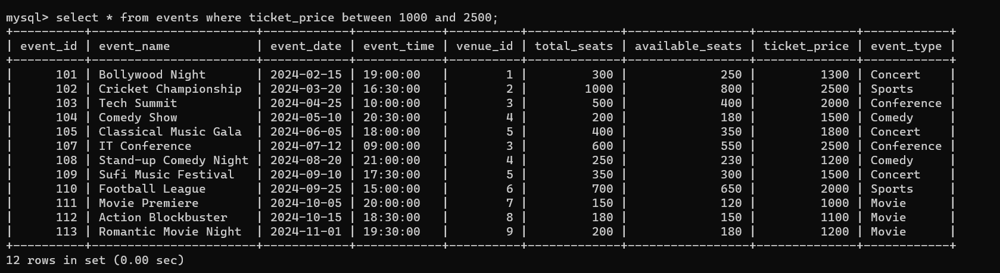 mysql> select * from events where ticket_price between 1000 and 2500;
+----------+-----------------------+-------------+------------+----------+-------------+-----------------+--------------+------------+
| event_id | event_name            | event_date | event_time | venue_id | total_seats | available_seats | ticket_price | event_type |
+----------+-----------------------+-------------+------------+----------+-------------+-----------------+--------------+------------+
|      101 | Bollywood Night       | 2024-02-15 | 19:00:00   |        1 |         300 |             250 |         1300 | Concert    |
|      102 | Cricket Championship  | 2024-03-20 | 16:30:00   |        2 |        1000 |             800 |         2500 | Sports     |
|      103 | Tech Summit           | 2024-04-25 | 10:00:00   |        3 |         500 |             400 |         2000 | Conference |
|      104 | Comedy Show           | 2024-05-10 | 20:30:00   |        4 |         200 |             180 |         1500 | Comedy     |
|      105 | Classical Music Gala  | 2024-06-05 | 18:00:00   |        5 |         400 |             350 |         1800 | Concert    |
|      107 | IT Conference         | 2024-07-12 | 09:00:00   |        3 |         600 |             550 |         2500 | Conference |
|      108 | Stand-up Comedy Night | 2024-08-20 | 21:00:00   |        4 |         250 |             230 |         1200 | Comedy     |
|      109 | Sufi Music Festival   | 2024-09-10 | 17:30:00   |        5 |         350 |             300 |         1500 | Concert    |
|      110 | Football League       | 2024-09-25 | 15:00:00   |        6 |         700 |             650 |         2000 | Sports     |
|      111 | Movie Premiere        | 2024-10-05 | 20:00:00   |        7 |         150 |             120 |         1000 | Movie      |
|      112 | Action Blockbuster    | 2024-10-15 | 18:30:00   |        8 |         180 |             150 |         1100 | Movie      |
|      113 | Romantic Movie Night  | 2024-11-01 | 19:30:00   |        9 |         200 |             180 |         1200 | Movie      |
+----------+-----------------------+-------------+------------+----------+-------------+-----------------+--------------+------------+
12 rows in set (0.00 sec)